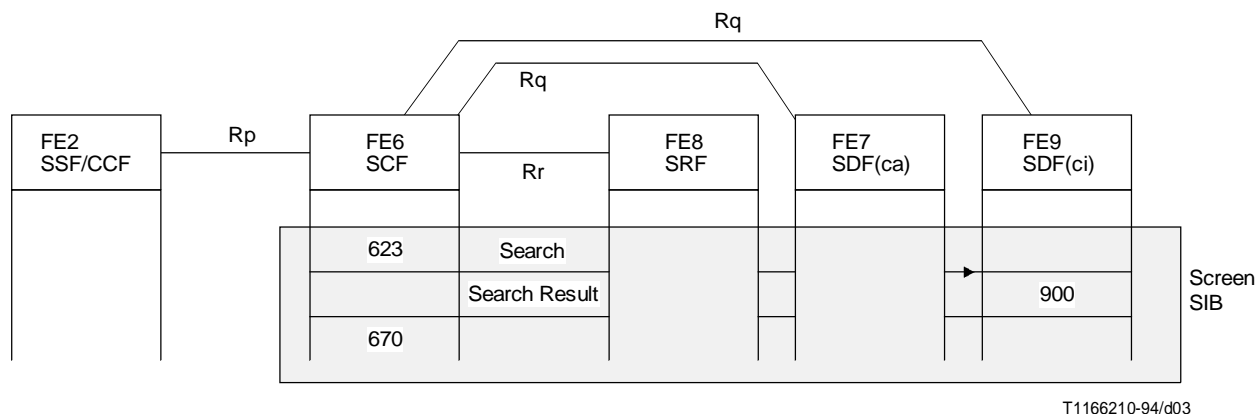 Rq
Rq
Rp
Rr
FE2
SSF/CCF
FE6
SCF
FE8
SRF
FE7
SDF(ca)
FE9
SDF(ci)
623
Search
Search Result
900
670
Screen
SIB
T1166210-94/d03